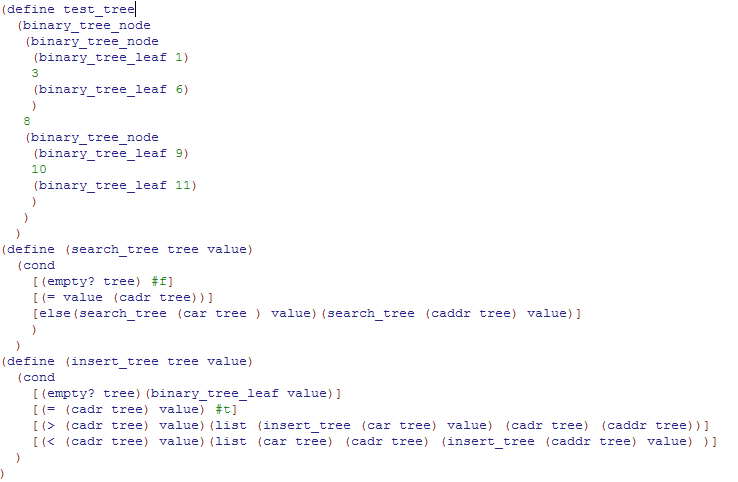 (define test_tree
  (binary_tree_node
   (binary_tree_node
    (binary_tree_leaf 1)
    3
    (binary_tree_leaf 6)
    )
   8
   (binary_tree_node
    (binary_tree_leaf 9)
    10
    (binary_tree_leaf 11)
    )
   )
  )
(define (search_tree tree value)
  (cond
    [(empty? tree) #f]
    [(= value (cadr tree))]
    [else(search_tree (car tree ) value)(search_tree (caddr tree) value)]
    )
  )
(define (insert_tree tree value)
  (cond
    [(empty? tree)(binary_tree_leaf value)]
    [(= (cadr tree) value) #t]
    [(> (cadr tree) value)(list (insert_tree (car tree) value) (cadr tree) (caddr tree))]
    [(< (cadr tree) value)(list (car tree) (cadr tree) (insert_tree (caddr tree) value) )]
  )
)